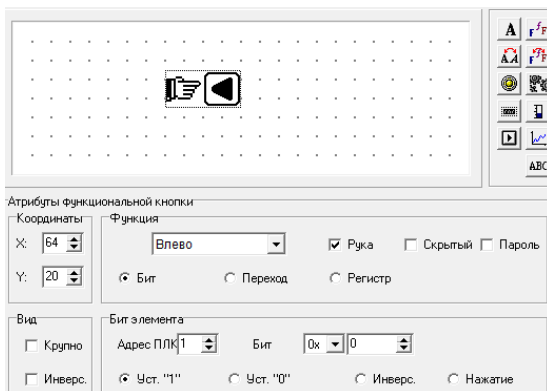 A
F f F
ÂA
F f F
ABC
Атрибуты функциональной кнопки
Координаты
Функция
X: 64
Влево
Рука
Скрытый
Пароль
Y: 20
Бит
Переход
Регистр
Вид
Бит элемента
Крупно
Адрес ПЛК 1
Бит
0x
0
Инверс.
Уст. "1"
Уст. "0"
Инверс.
Нажатие